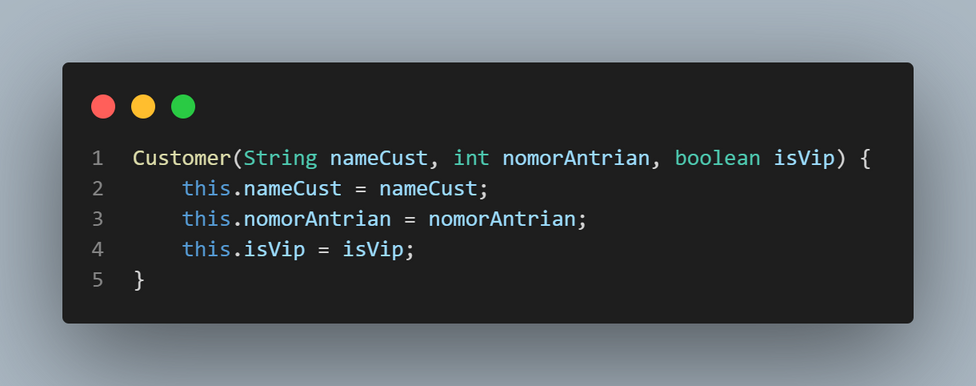 1 Customer(String nameCust, int nomorAntrian, boolean isVip) {
2     this.nameCust = nameCust;
3     this.nomorAntrian = nomorAntrian;
4     this.isVip = isVip;
5 }